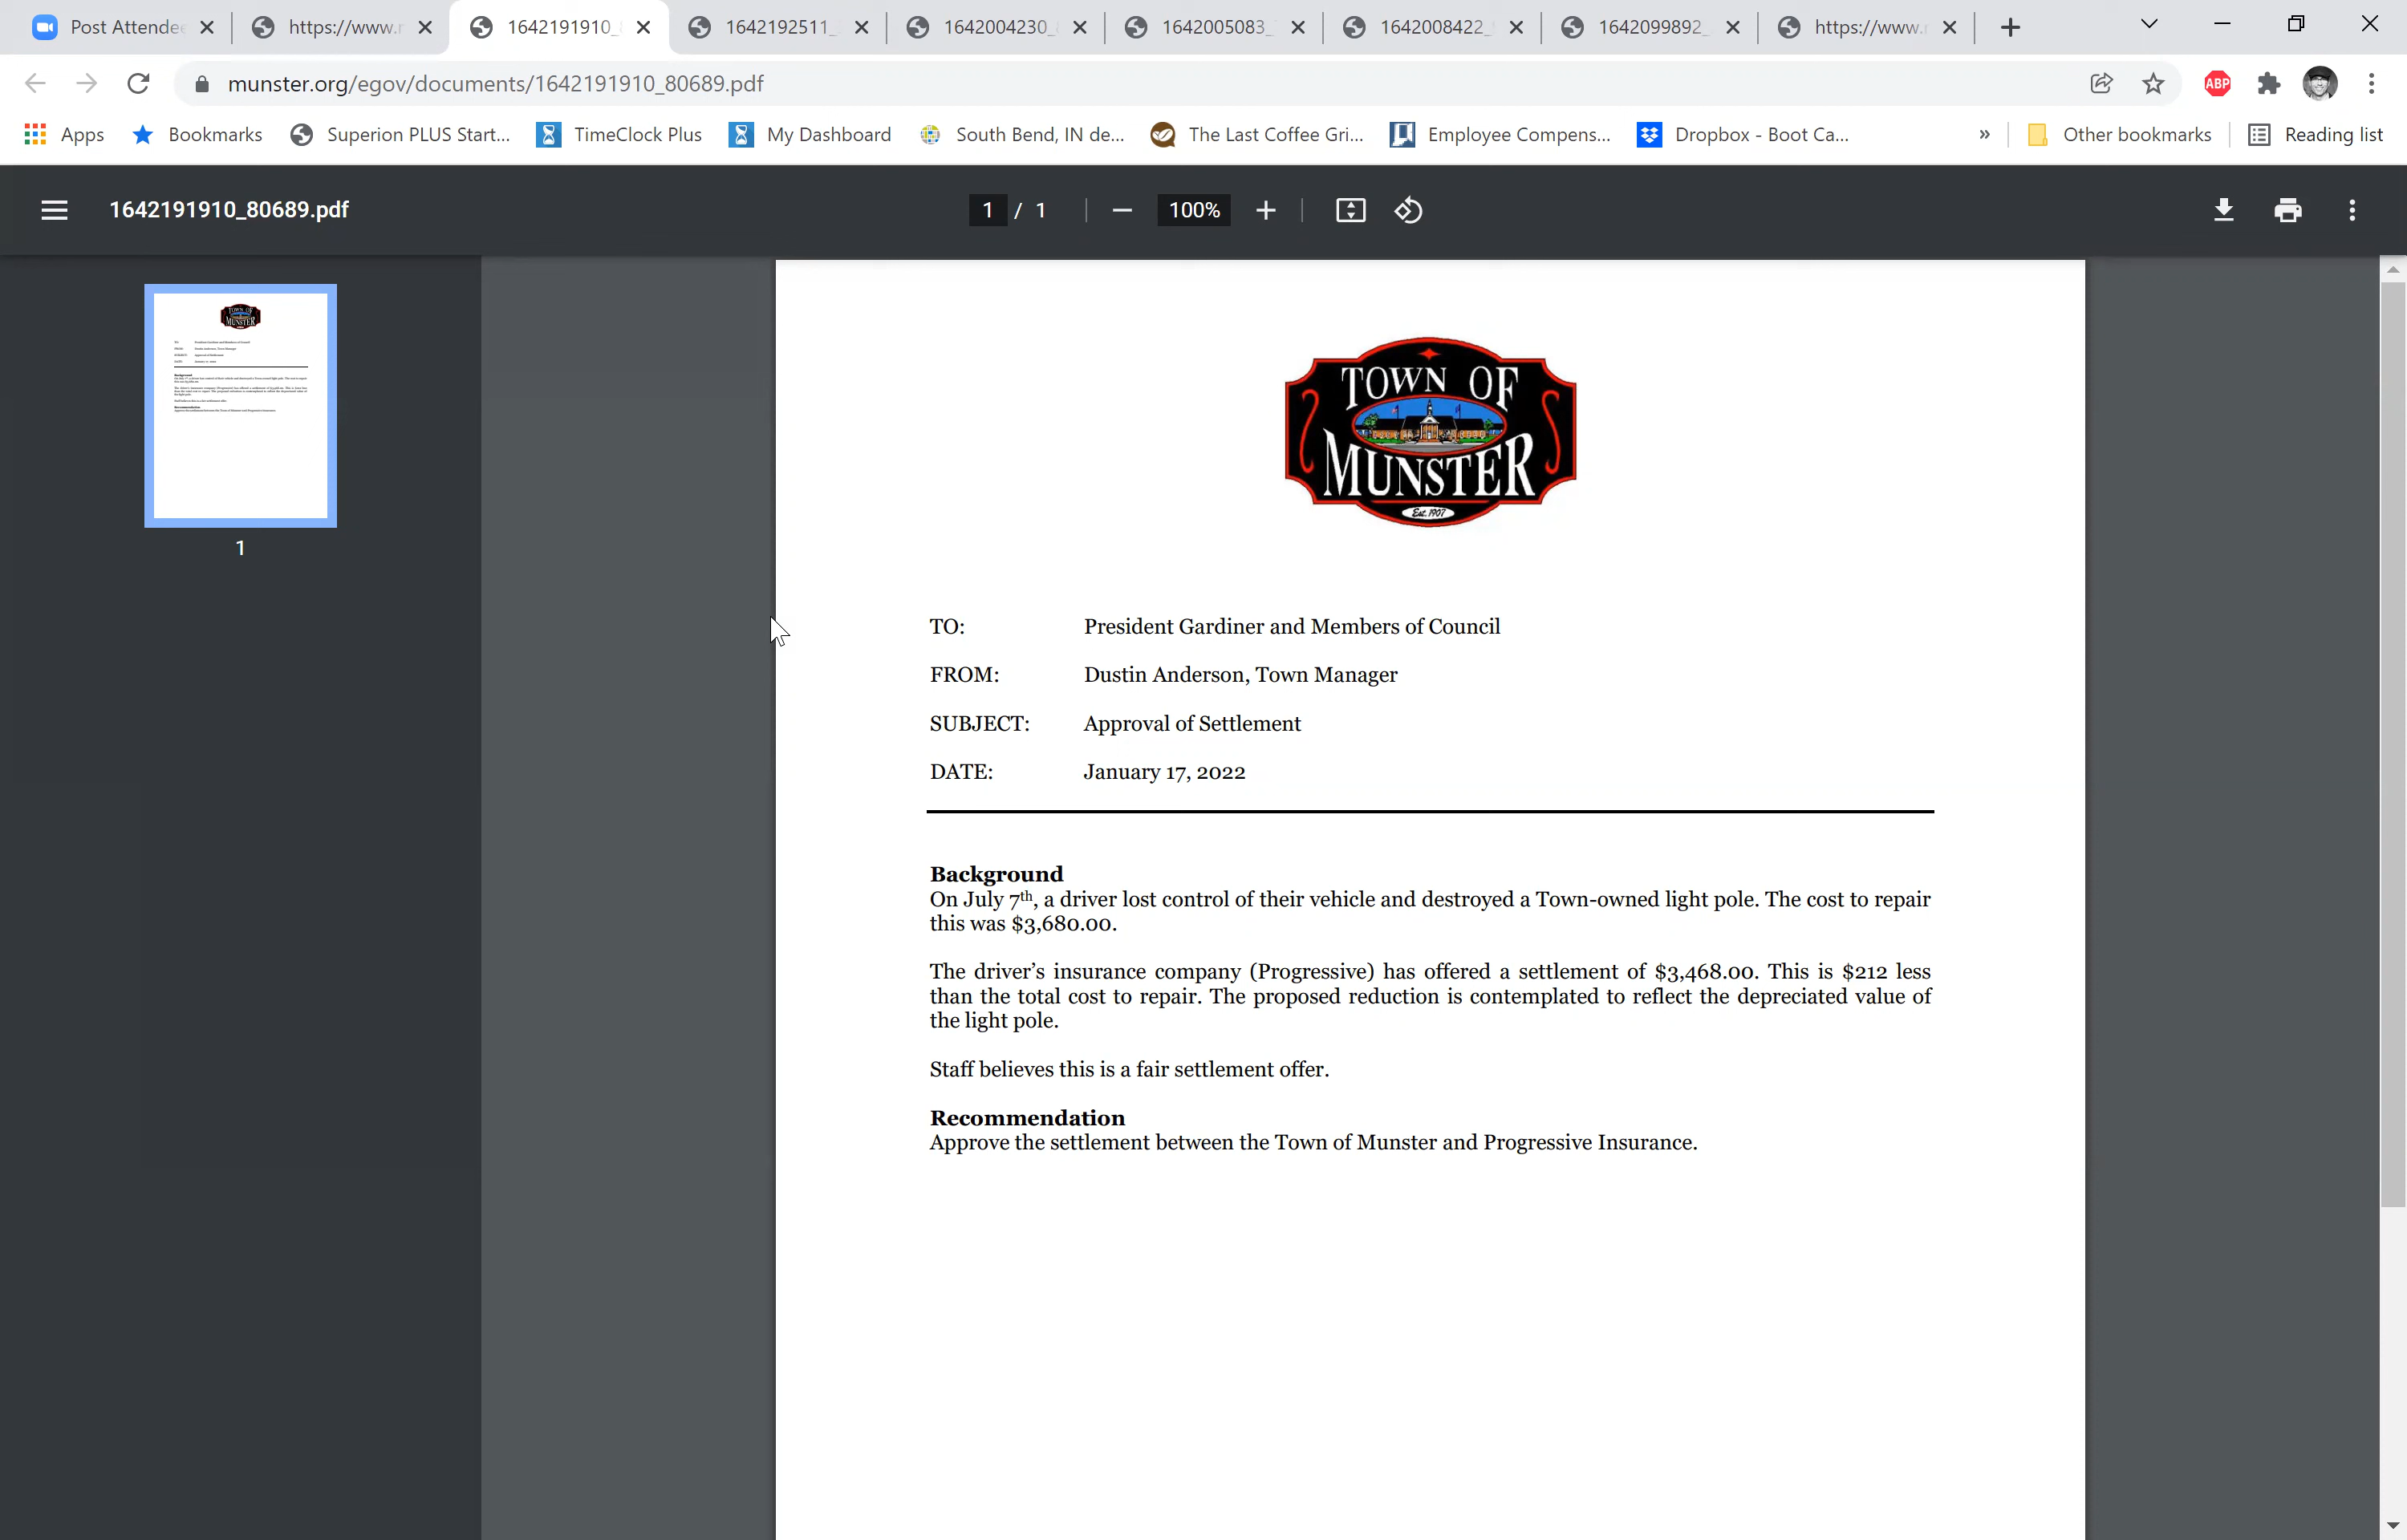 Post Attende
https://www.r
1642191910_
1642192511_
1642004230_
1642005083_
1642008422_
1642099892_
https://www.
munster.org/egov/documents/1642191910_80689.pdf
ABP
Apps
Bookmarks
Superion PLUS Start...
TimeClock Plus
My Dashboard
South Bend, IN de...
The Last Coffee Gri...
Employee Compens...
Dropbox - Boot Ca...
»
Other bookmarks
Reading list
1642191910_80689.pdf
1 / 1
100%
1
TOWN OF
MUNSTER
Est. 1907
TO: President Gardiner and Members of Council
FROM: Dustin Anderson, Town Manager
SUBJECT: Approval of Settlement
DATE: January 17, 2022
Background
On July 7th, a driver lost control of their vehicle and destroyed a Town-owned light pole. The cost to repair
this was $3,680.00.
The driver’s insurance company (Progressive) has offered a settlement of $3,468.00. This is $212 less
than the total cost to repair. The proposed reduction is contemplated to reflect the depreciated value of
the light pole.
Staff believes this is a fair settlement offer.
Recommendation
Approve the settlement between the Town of Munster and Progressive Insurance.